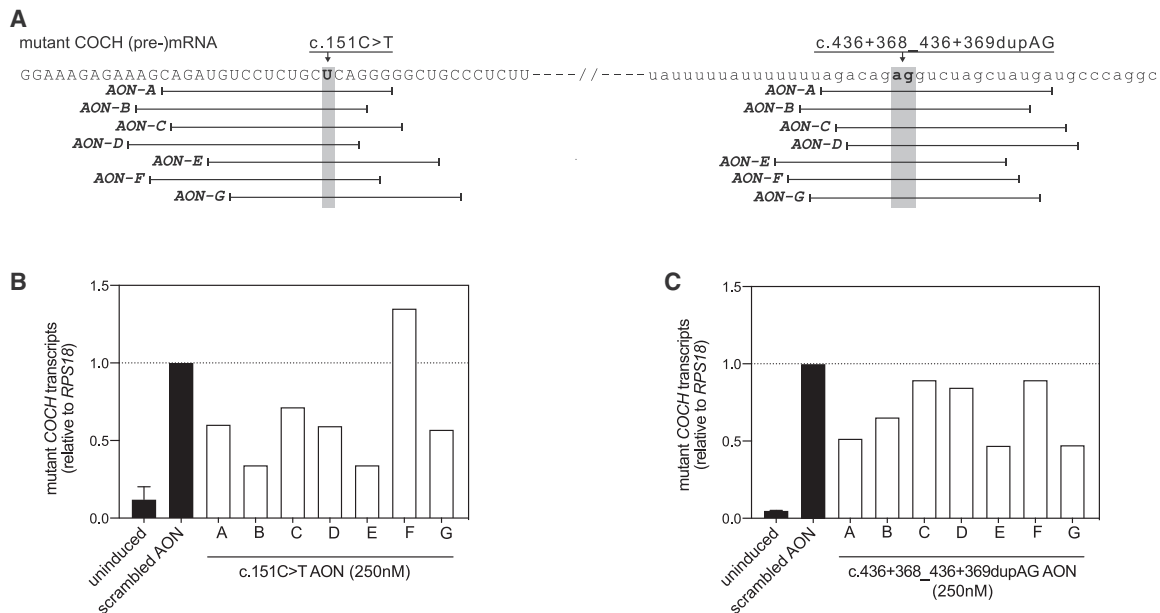 A
mutant COCH (pre-)mRNA
c.151C>T
c.436+368_436+369dupAG
GGAAAGAGAAAGCAGAUGUCCUCUGCUCAGGGGGCUGCCCUCUU----//----uauuuuuauuuuuuuagacagaggucuagcuaugaugcccaggc
AON-A
AON-A
AON-B
AON-B
AON-C
AON-C
AON-D
AON-D
AON-E
AON-E
AON-F
AON-F
AON-G
AON-G
B
mutant COCH transcripts
(relative to RPS18)
1.5
1.0
0.5
0.0
uninduced
scrambled AON
A B C D E F G
c.151C>T AON (250nM)
C
mutant COCH transcripts
(relative to RPS18)
1.5
1.0
0.5
0.0
uninduced
scrambled AON
A B C D E F G
c.436+368_436+369dupAG AON
(250nM)